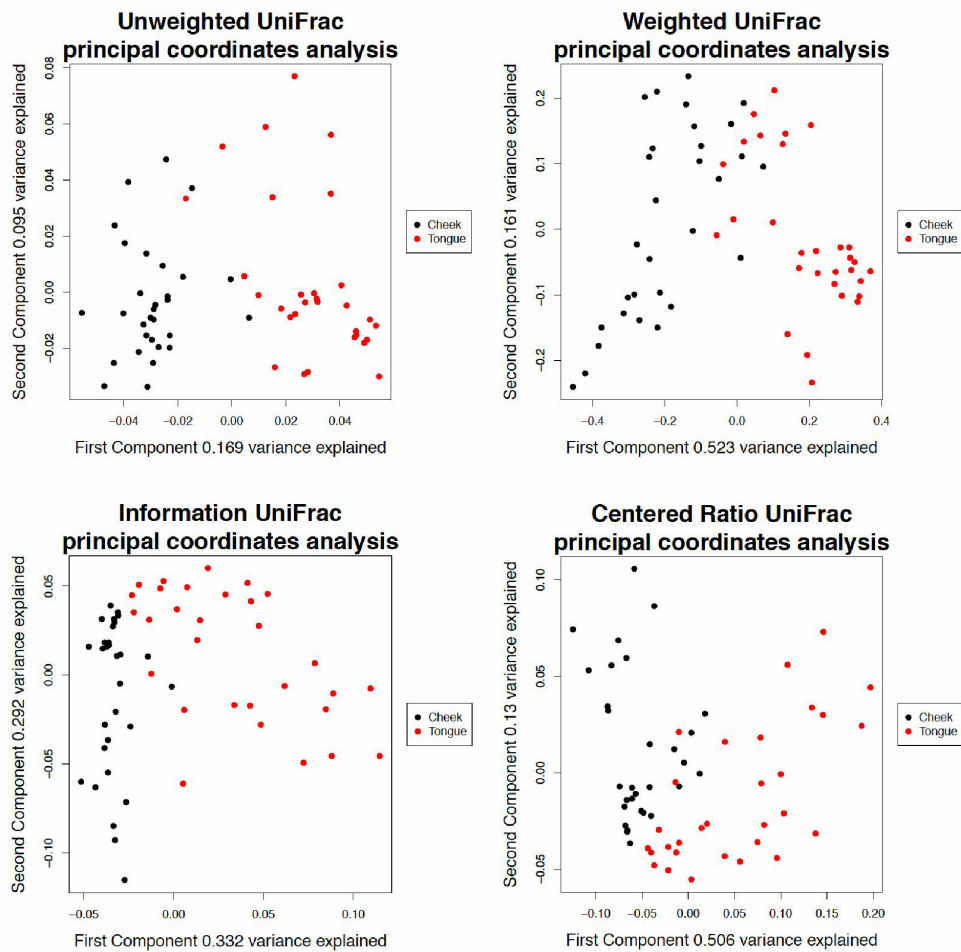 Unweighted UniFrac
principal coordinates analysis
Second Component 0.095 variance explained
0.08
0.06
0.04
0.02
0.00
−0.02
−0.04
−0.02
0.00
0.02
0.04
First Component 0.169 variance explained
Cheek
Tongue
Weighted UniFrac
principal coordinates analysis
Second Component 0.161 variance explained
0.2
0.1
0.0
−0.1
−0.2
−0.4
−0.2
0.0
0.2
0.4
First Component 0.523 variance explained
Cheek
Tongue
Information UniFrac
principal coordinates analysis
Second Component 0.292 variance explained
0.05
0.00
−0.05
−0.10
−0.05
0.00
0.05
0.10
First Component 0.332 variance explained
Cheek
Tongue
Centered Ratio UniFrac
principal coordinates analysis
Second Component 0.13 variance explained
0.10
0.05
0.00
−0.05
−0.10
−0.05
0.00
0.05
0.10
0.15
0.20
First Component 0.506 variance explained
Cheek
Tongue